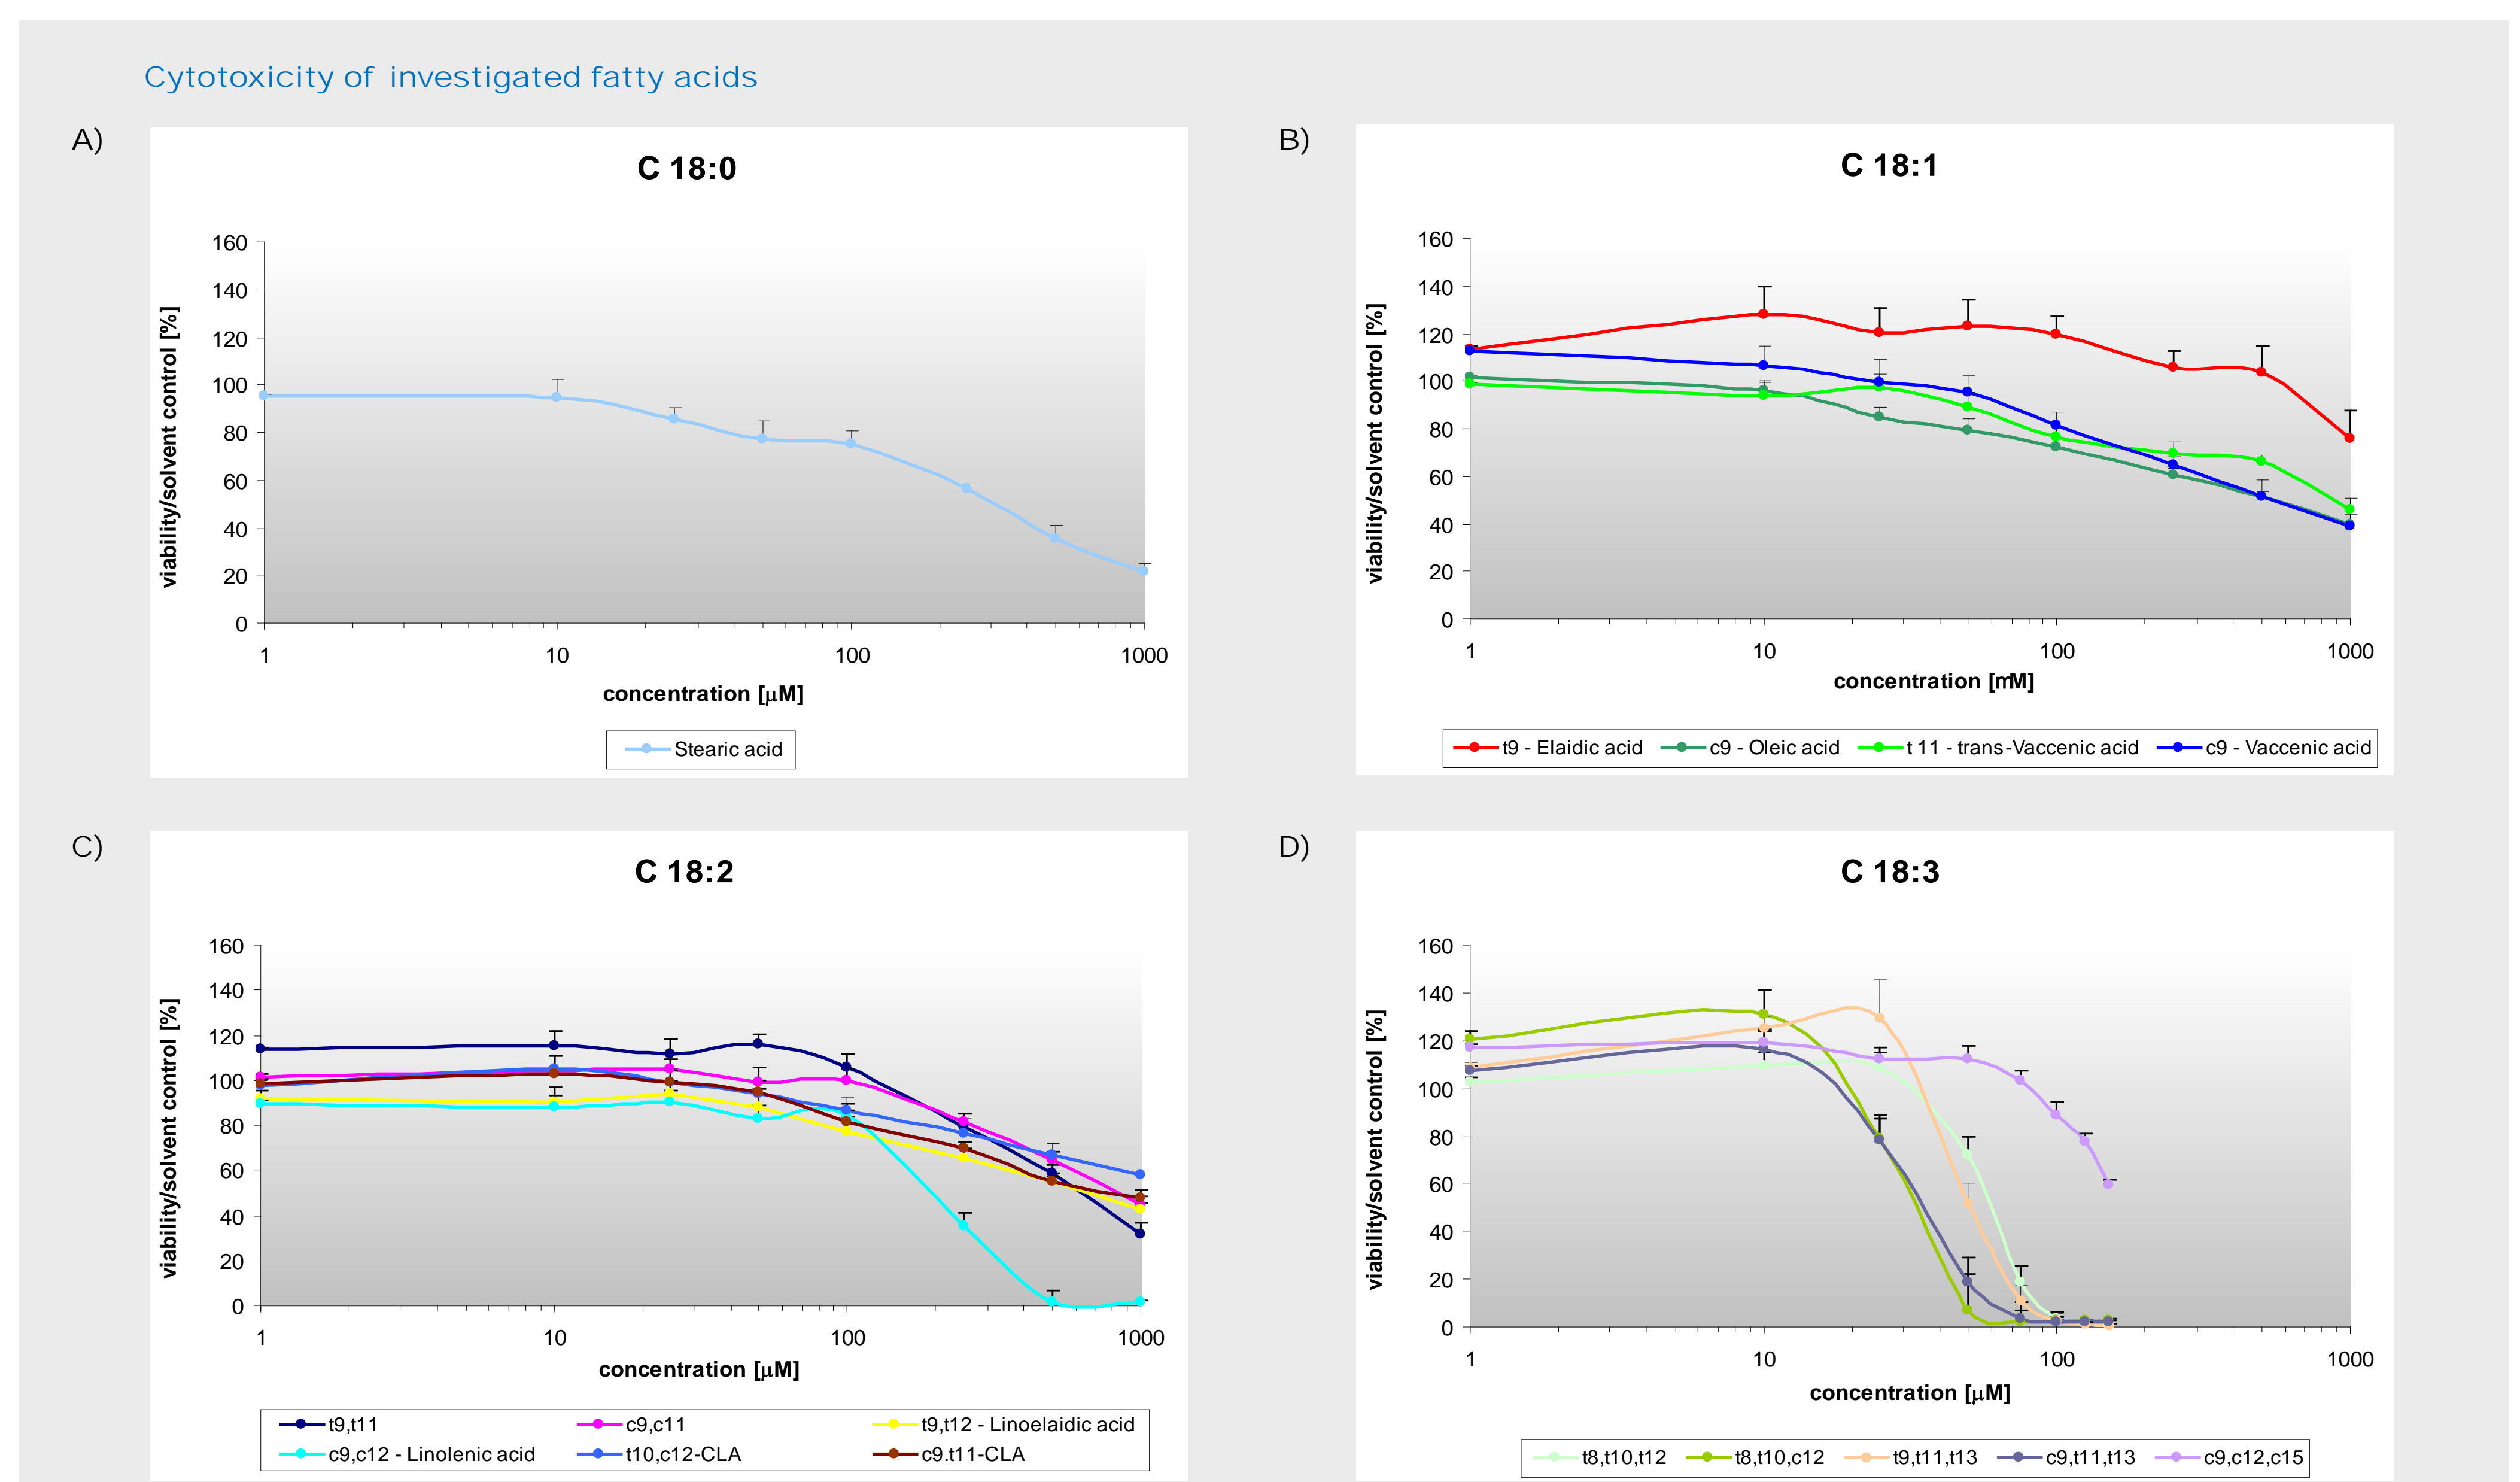 Cytotoxicity of investigated fatty acids
A)
C 18:0
viability/solvent control [%]
160
140
120
100
80
60
40
20
0
1 10 100 1000
concentration [µM]
Stearic acid
B)
C 18:1
viability/solvent control [%]
160
140
120
100
80
60
40
20
0
1 10 100 1000
concentration [mM]
t9 - Elaidic acid c9 - Oleic acid t 11 - trans-Vaccenic acid c9 - Vaccenic acid
C)
C 18:2
viability/solvent control [%]
160
140
120
100
80
60
40
20
0
1 10 100 1000
concentration [µM]
t9,t11 c9,c11 t9,t12 - Linoelaidic acid
c9,c12 - Linolenic acid t10,c12-CLA c9.t11-CLA
D)
C 18:3
viability/solvent control [%]
160
140
120
100
80
60
40
20
0
1 10 100 1000
concentration [µM]
t8,t10,t12 t8,t10,c12 t9,t11,t13 c9,t11,t13 c9,c12,c15